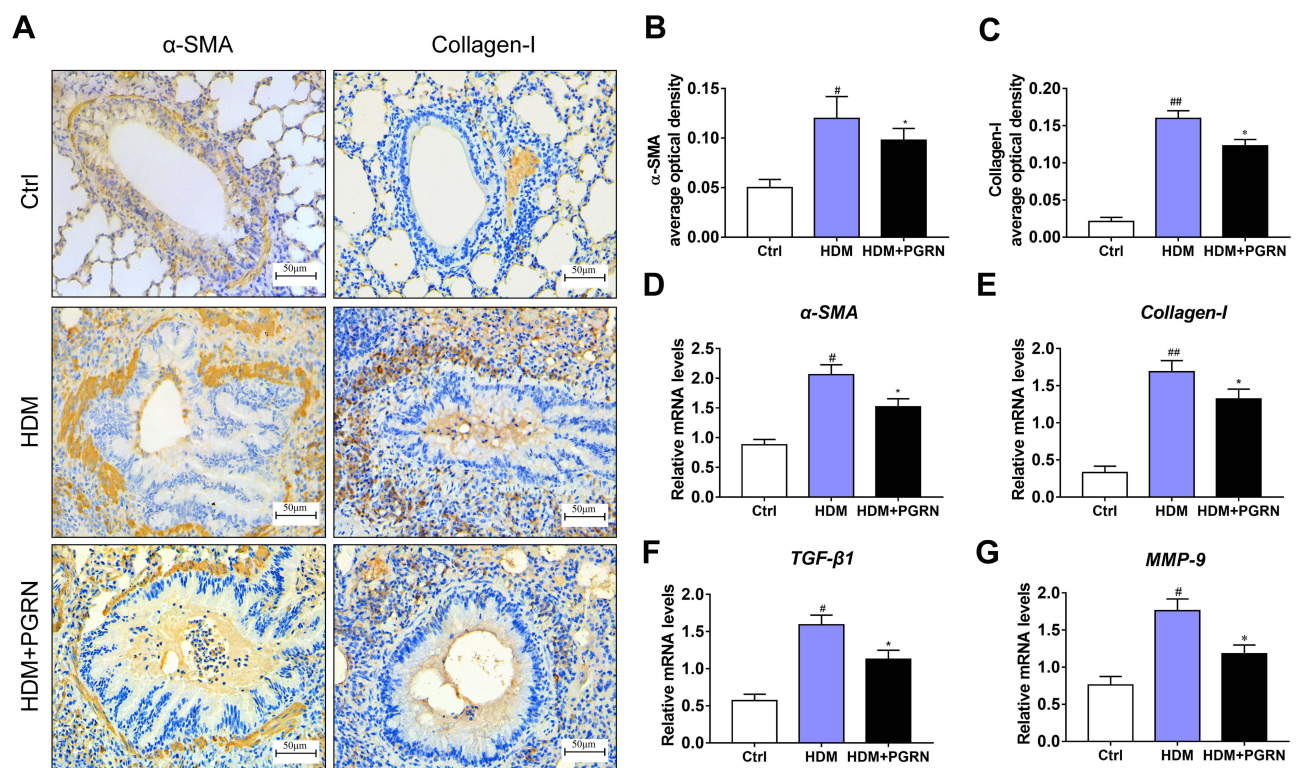 A
α-SMA
Collagen-I
Ctrl
50μm
50μm
HDM
50μm
50μm
HDM+PGRN
50μm
50μm
B
α-SMA
average optical density
0.15
0.10
0.05
0.00
#
*
Ctrl HDM HDM+PGRN
C
Collagen-I
average optical density
0.20
0.15
0.10
0.05
0.00
##
*
Ctrl HDM HDM+PGRN
D
α-SMA
Relative mRNA levels
2.5
2.0
1.5
1.0
0.5
0.0
#
*
Ctrl HDM HDM+PGRN
E
Collagen-I
Relative mRNA levels
2.0
1.5
1.0
0.5
0.0
##
*
Ctrl HDM HDM+PGRN
F
TGF-β1
Relative mRNA levels
2.0
1.5
1.0
0.5
0.0
#
*
Ctrl HDM HDM+PGRN
G
MMP-9
Relative mRNA levels
2.0
1.5
1.0
0.5
0.0
#
*
Ctrl HDM HDM+PGRN